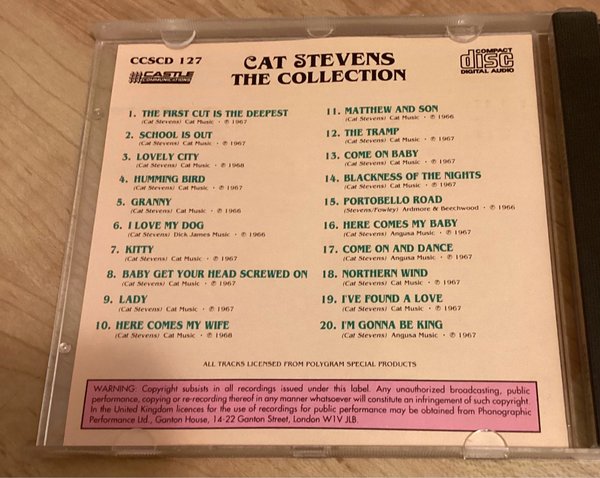 CCSCD 127
CASTLE
COMMUNICATIONS
CAT STEVENS
THE COLLECTION
COMPACT
disc
DIGITAL AUDIO
1. THE FIRST CUT IS THE DEEPEST
(Cat Stevens) Cat Music · ℗ 1967
2. SCHOOL IS OUT
(Cat Stevens) Cat Music · ℗ 1967
3. LOVELY CITY
(Cat Stevens) Cat Music · ℗ 1968
4. HUMMING BIRD
(Cat Stevens) Cat Music · ℗ 1967
5. GRANNY
(Cat Stevens) Cat Music · ℗ 1966
6. I LOVE MY DOG
(Cat Stevens) Dick James Music · ℗ 1966
7. KITTY
(Cat Stevens) Cat Music · ℗ 1967
8. BABY GET YOUR HEAD SCREWED ON
(Cat Stevens) Cat Music · ℗ 1967
9. LADY
(Cat Stevens) Cat Music · ℗ 1967
10. HERE COMES MY WIFE
(Cat Stevens) Cat Music · ℗ 1968
11. MATTHEW AND SON
(Cat Stevens) Cat Music · ℗ 1966
12. THE TRAMP
(Cat Stevens) Cat Music · ℗ 1967
13. COME ON BABY
(Cat Stevens) Cat Music · ℗ 1967
14. BLACKNESS OF THE NIGHTS
(Cat Stevens) Cat Music · ℗ 1967
15. PORTOBELLO ROAD
(Stevens/Fowley) Ardmore & Beechwood · ℗ 1966
16. HERE COMES MY BABY
(Cat Stevens) Angusa Music · ℗ 1967
17. COME ON AND DANCE
(Cat Stevens) Angusa Music · ℗ 1967
18. NORTHERN WIND
(Cat Stevens) Cat Music · ℗ 1967
19. I'VE FOUND A LOVE
(Cat Stevens) Cat Music · ℗ 1967
20. I'M GONNA BE KING
(Cat Stevens) Angusa Music · ℗ 1967
ALL TRACKS LICENSED FROM POLYGRAM SPECIAL PRODUCTS
WARNING: Copyright subsists in all recordings issued under this label. Any unauthorized broadcasting, public
performance, copying or re-recording thereof in any manner whatsoever will constitute an infringement of such copyright.
In the United Kingdom licences for the use of recordings for public performance may be obtained from Phonographic
Performance Ltd., Ganton House, 14-22 Ganton Street, London W1V 1LB.